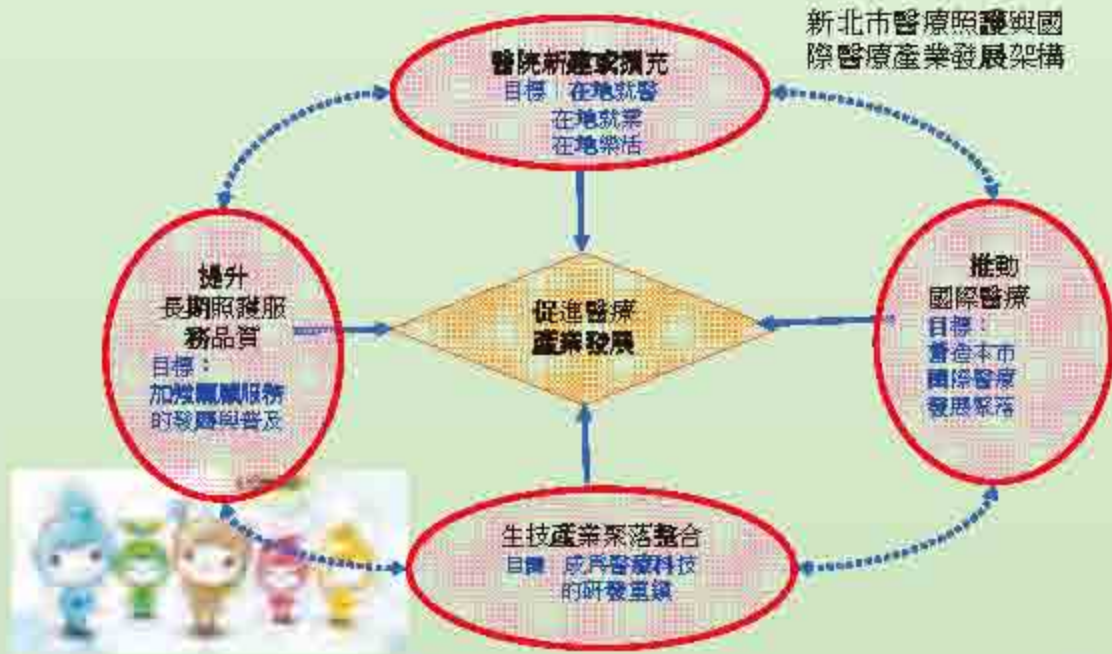 新北市醫療照護與國
際醫療產業發展架構
醫院新建或擴充
目標：在地就醫
在地就業
在地樂活
提升
長期照護服
務品質
目標：
服務
的發展與普及
促進醫療
產業發展
推動
國際醫療
目標：
營造本市
國際醫療
發展聚落
生技產業聚落整合
目標：成為醫療科技
的研發重鎮